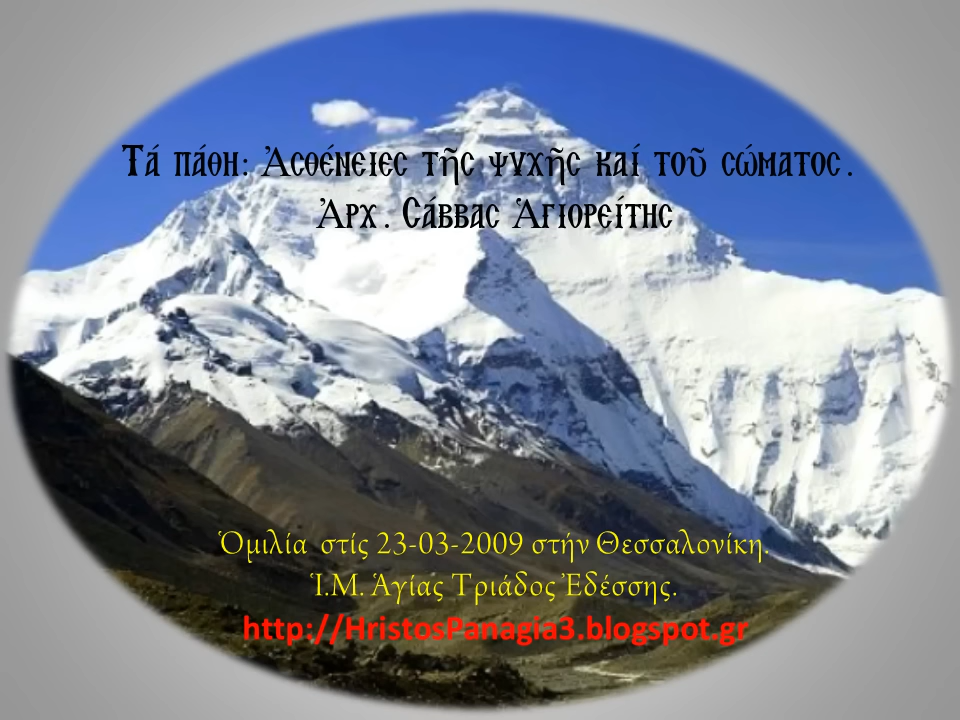 Τά πάθη: Ἀσθένειες τῆς ψυχῆς καί τοῦ σώματος.
Ἀρχ. Σάββας Ἁγιορείτης
Ὁμιλία στίς 23-03-2009 στήν Θεσσαλονίκη.
Ἱ.Μ. Ἁγίας Τριάδος Ἐδέσσης.
http://HristosPanagia3.blogspot.gr